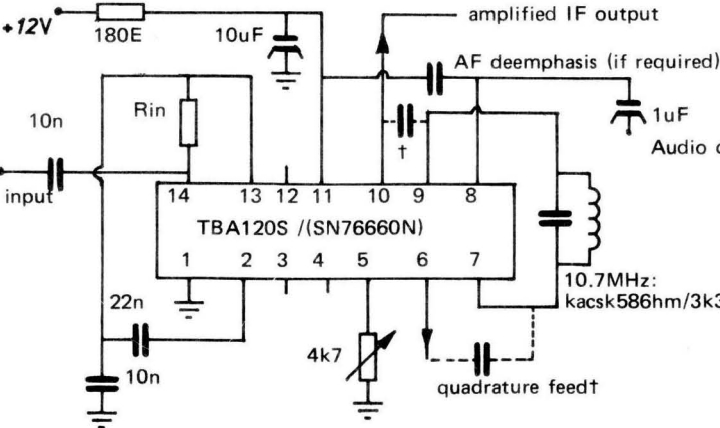 amplified IF output
+12V
180E
10uF
AF deemphasis (if required)
Rin
10n
†
1uF
Audio
input
14 13 12 11 10 9 8
TBA120S /(SN76660N)
1 2 3 4 5 6 7
10.7MHz:
kacsk586hm/3k3
22n
4k7
10n
quadrature feed†